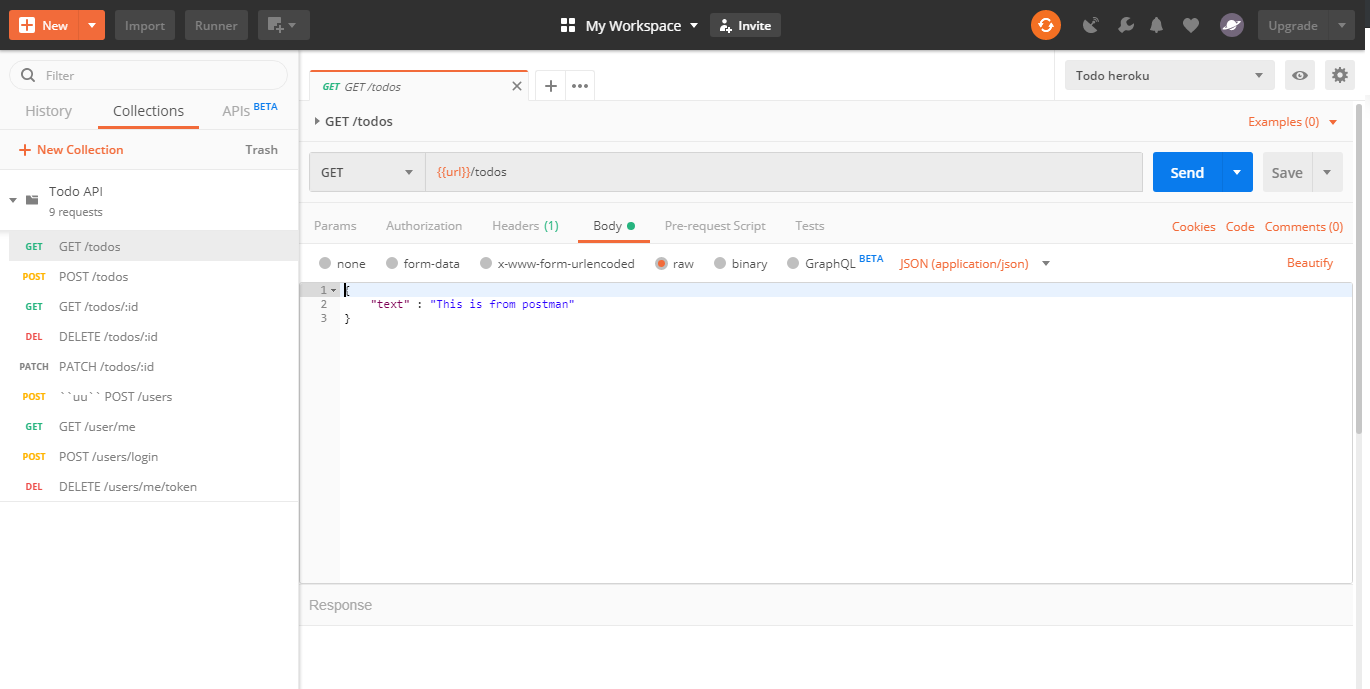 New
Import
Runner
My Workspace
Invite
Upgrade
Filter
History
Collections
APIs BETA
New Collection
Trash
Todo API
9 requests
GET GET /todos
POST POST /todos
GET GET /todos/:id
DEL DELETE /todos/:id
PATCH PATCH /todos/:id
POST ``uu`` POST /users
GET GET /user/me
POST POST /users/login
DEL DELETE /users/me/token
GET GET /todos
Todo heroku
GET /todos
Examples (0)
GET
{{url}}/todos
Send
Save
Params
Authorization
Headers (1)
Body
Pre-request Script
Tests
Cookies
Code
Comments (0)
none
form-data
x-www-form-urlencoded
raw
binary
GraphQL BETA
JSON (application/json)
Beautify
1 {
2 "text" : "This is from postman"
3 }
Response